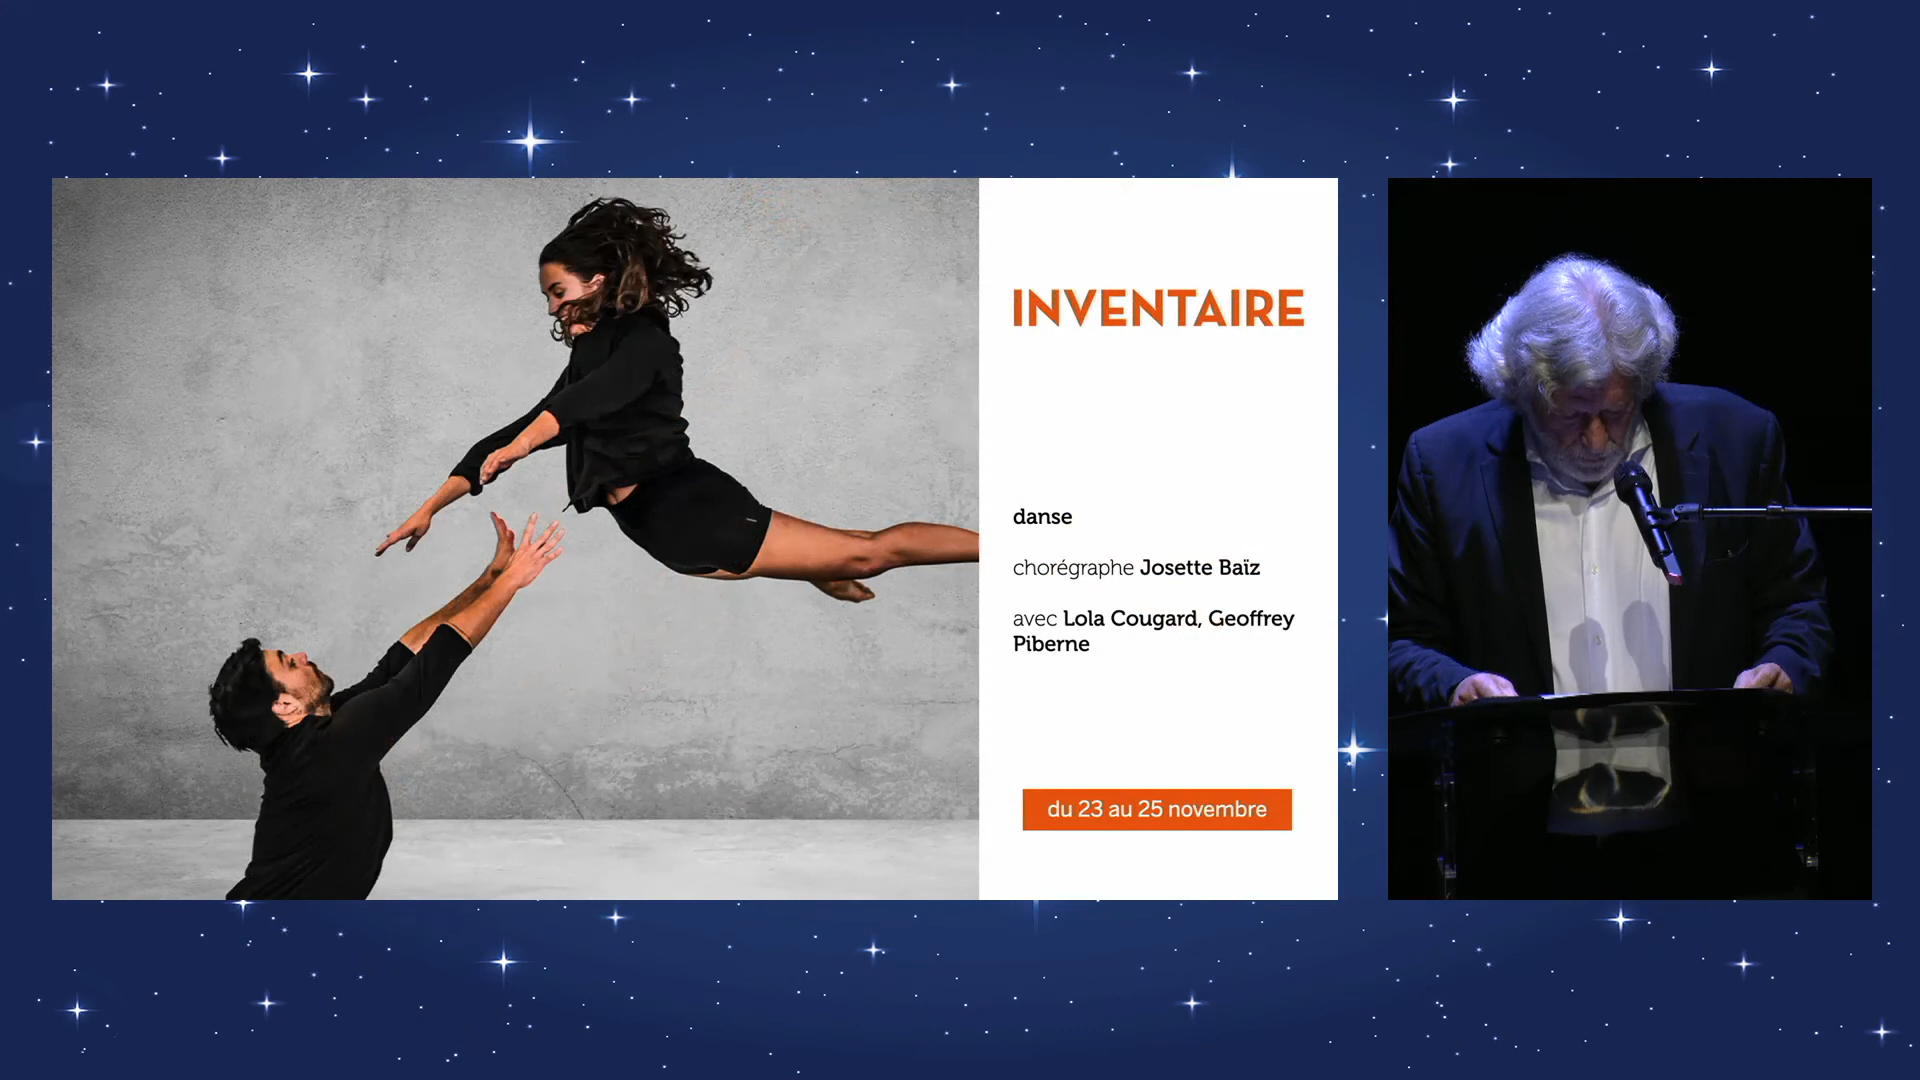 INVENTAIRE
danse
chorégraphe Josette Baïz
avec Lola Cougard, Geoffrey
Piberne
du 23 au 25 novembre